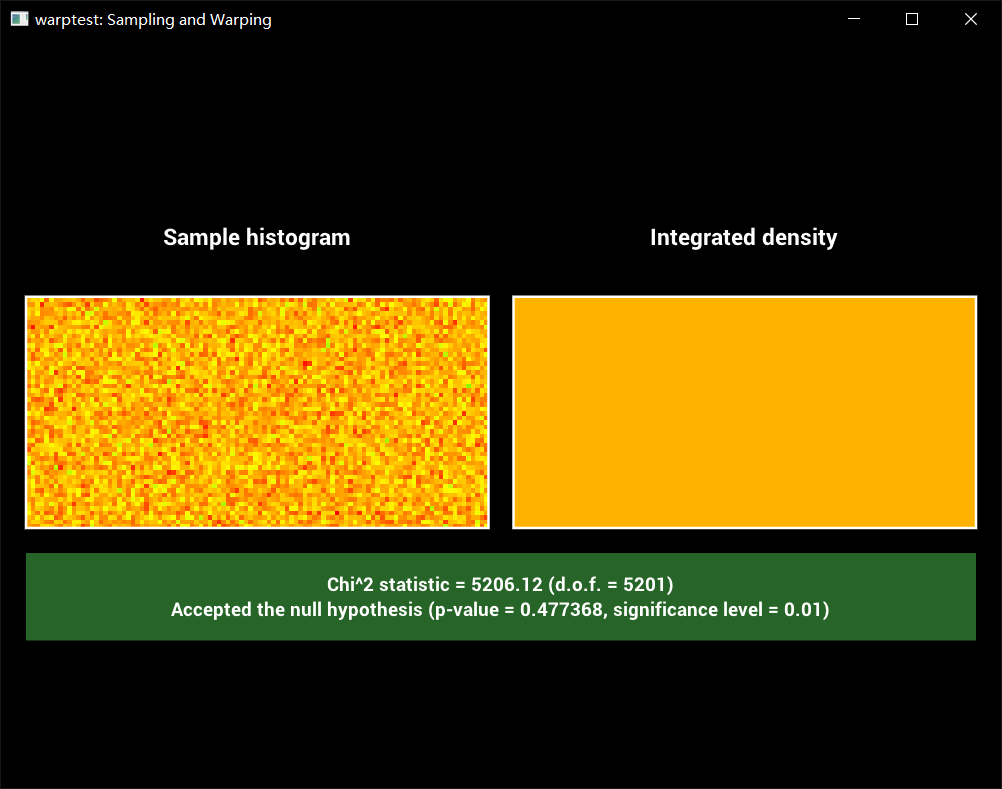 warptest: Sampling and Warping
Sample histogram
Integrated density
Chi^2 statistic = 5206.12 (d.o.f. = 5201)
Accepted the null hypothesis (p-value = 0.477368, significance level = 0.01)